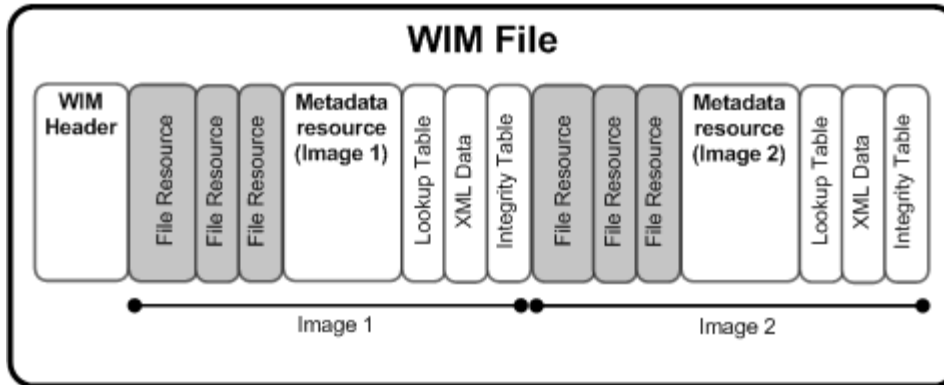 WIM File
WIM
Header
File Resource
File Resource
File Resource
Metadata
resource
(Image 1)
Lookup Table
XML Data
Integrity Table
File Resource
File Resource
File Resource
Metadata
resource
(Image 2)
Lookup Table
XML Data
Integrity Table
Image 1
Image 2